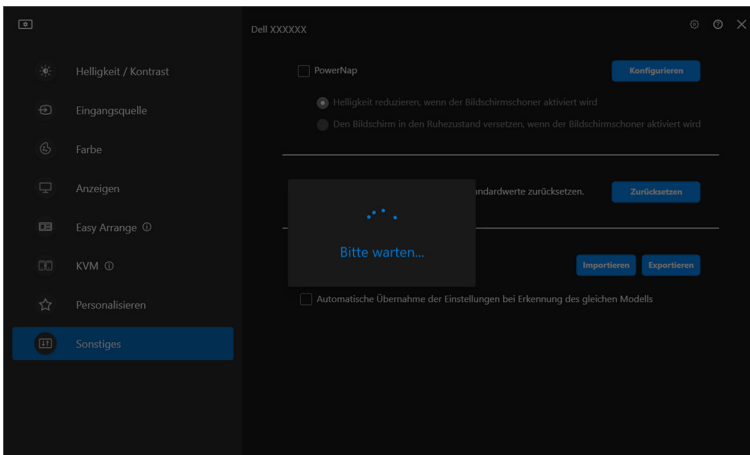 Dell XXXXXX
Helligkeit / Kontrast
Eingangsquelle
Farbe
Anzeigen
Easy Arrange
KVM
Personalisieren
Sonstiges
PowerNap
Konfigurieren
Helligkeit reduzieren, wenn der Bildschirmschoner aktiviert wird
Den Bildschirm in den Ruhezustand versetzen, wenn der Bildschirmschoner aktiviert wird
zurücksetzen.
Zurücksetzen
Bitte warten...
Importieren
Exportieren
Automatische Übernahme der Einstellungen bei Erkennung des gleichen Modells